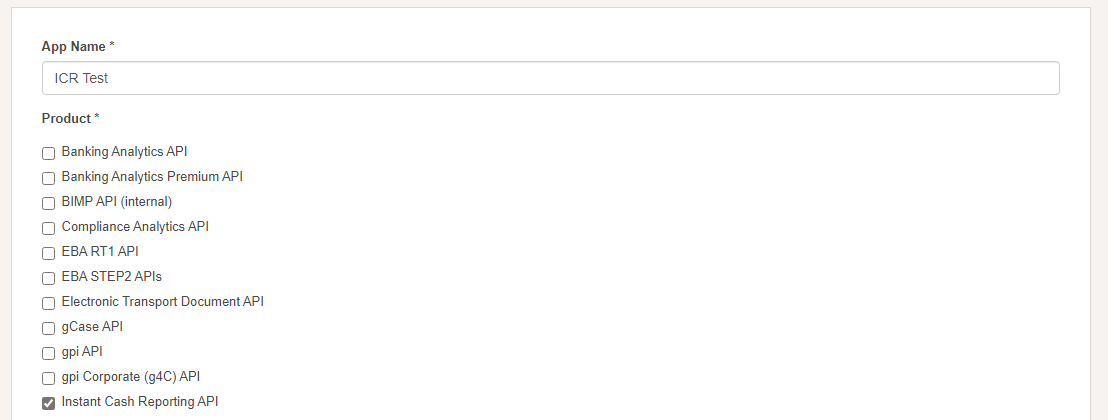 App Name *
ICR Test
Product *
Banking Analytics API
Banking Analytics Premium API
BIMP API (internal)
Compliance Analytics API
EBA RT1 API
EBA STEP2 APIs
Electronic Transport Document API
gCase API
gpi API
gpi Corporate (g4C) API
Instant Cash Reporting API